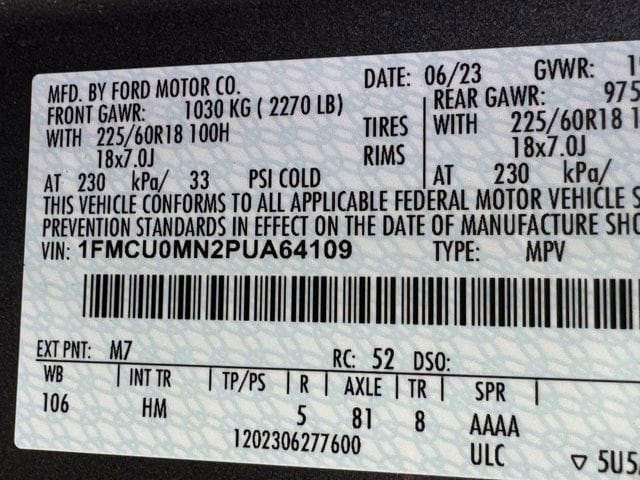 MFD. BY FORD MOTOR CO.
DATE: 06/23 GVWR:
FRONT GAWR: 1030 KG ( 2270 LB)
REAR GAWR: 975
WITH 225/60R18 100H TIRES WITH 225/60R18 1
18x7.0J RIMS 18x7.0J
AT 230 kPa/ 33 PSI COLD AT 230 kPa/
THIS VEHICLE CONFORMS TO ALL APPLICABLE FEDERAL MOTOR VEHICLE S
PREVENTION STANDARDS IN EFFECT ON THE DATE OF MANUFACTURE SHO
VIN: 1FMCU0MN2PUA64109 TYPE: MPV
EXT PNT: M7 RC: 52 DSO:
WB INT TR TP/PS R AXLE TR SPR
106 HM 5 81 8 AAAA
1202306277600 ULC ▽ 5U5